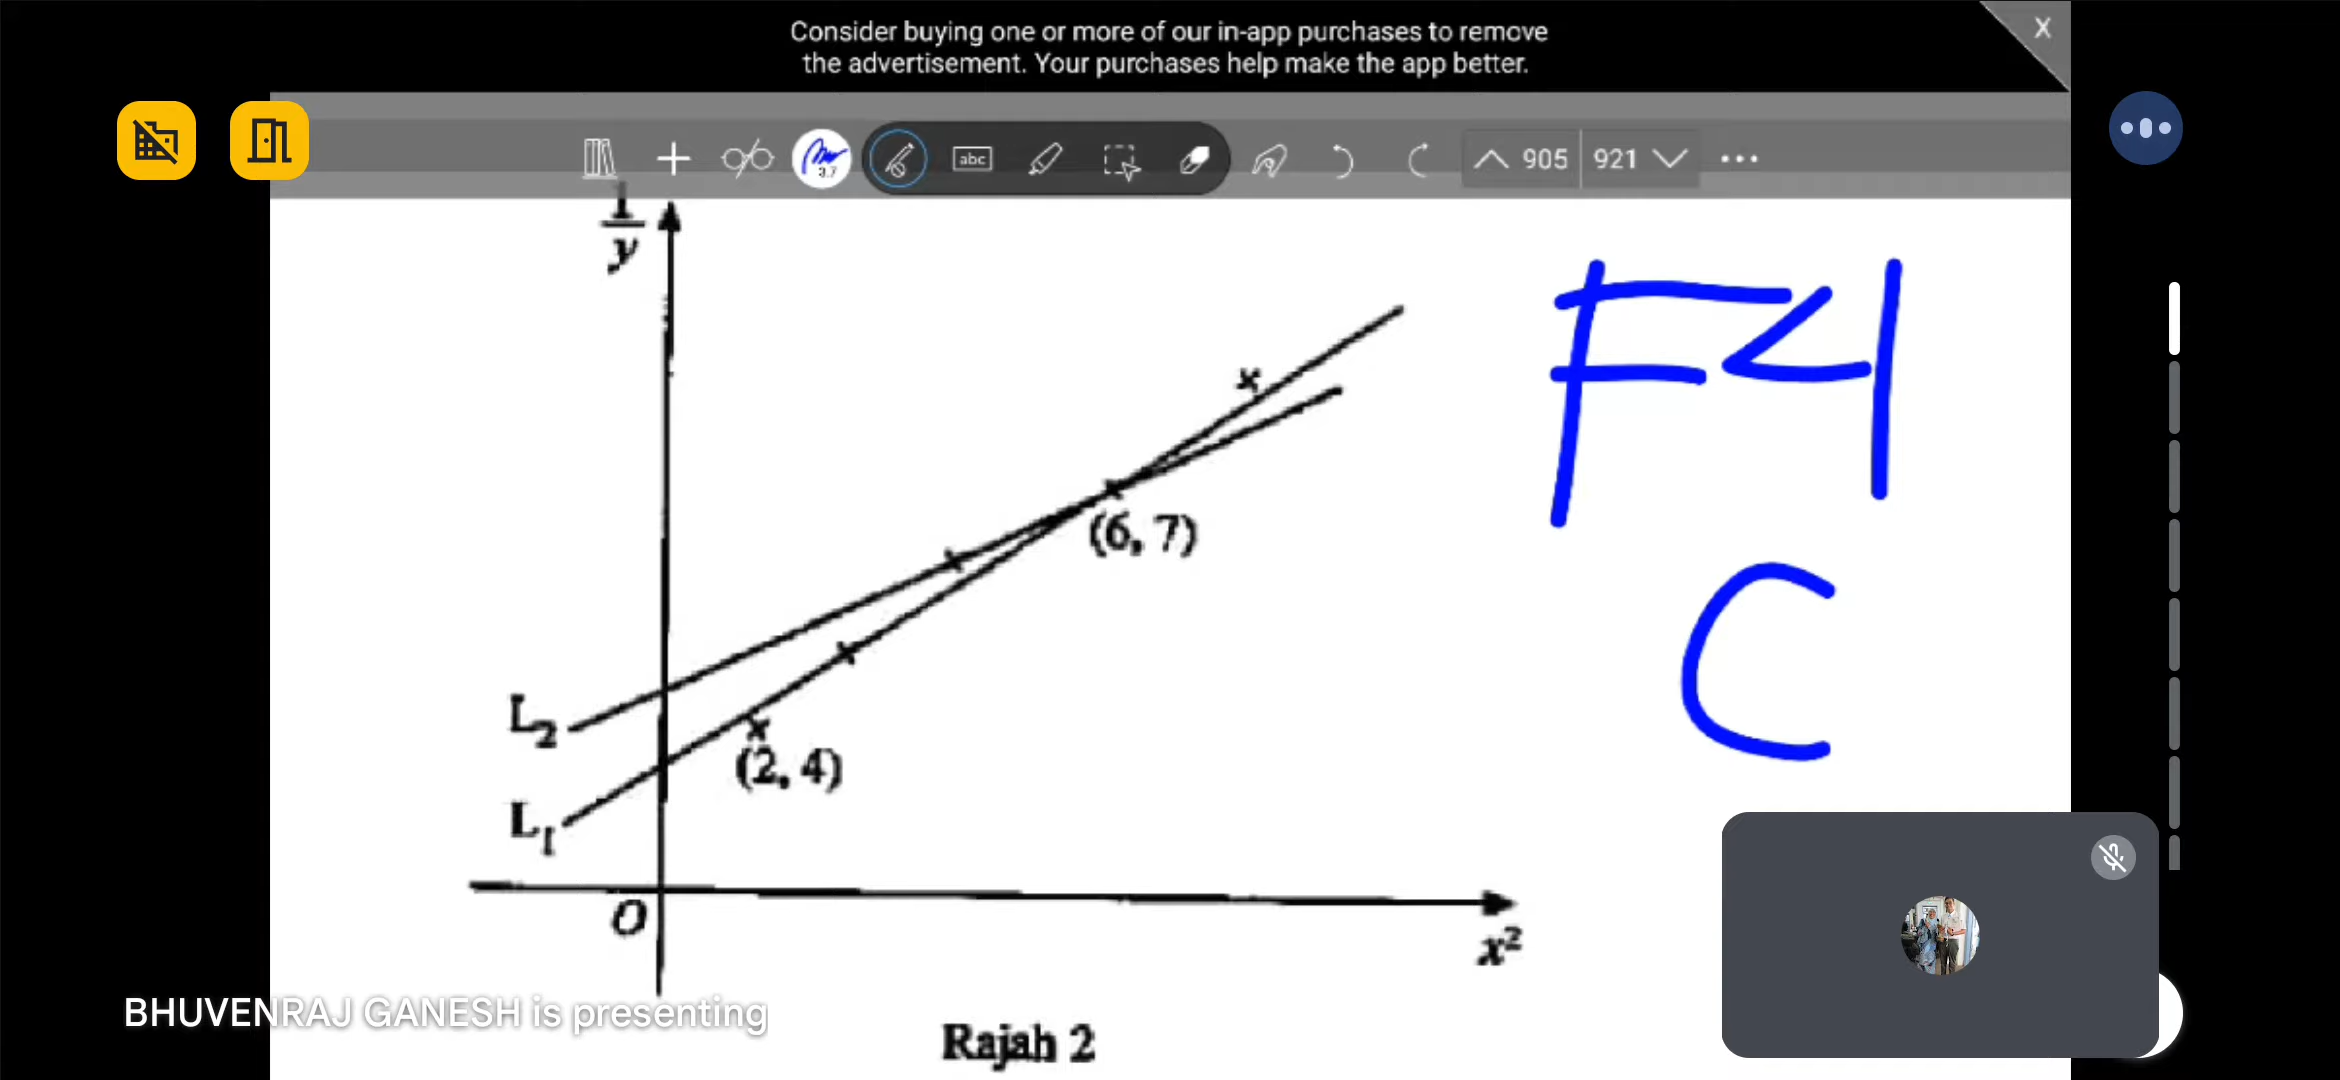 Consider buying one or more of our in-app purchases to remove
the advertisement. Your purchases help make the app better.
3.7
abc
905
921
1
y
F4
(6, 7)
C
L2
(2, 4)
L1
O
x²
BHUVENRAJ GANESH is presenting
Rajah 2